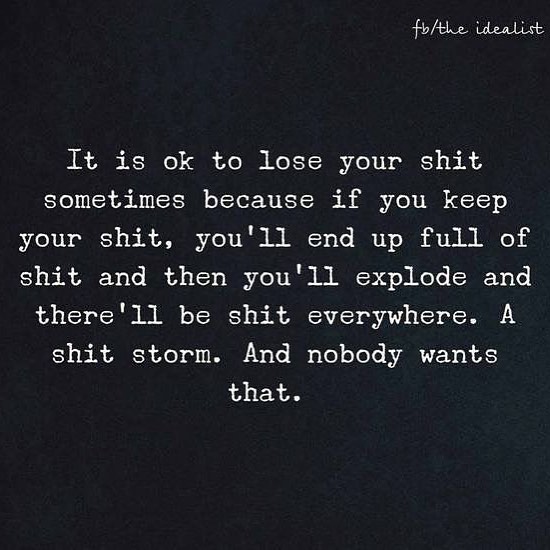 fb/the idealist
It is ok to lose your shit
sometimes because if you keep
your shit, you'll end up full of
shit and then you'll explode and
there'll be shit everywhere. A
shit storm. And nobody wants
that.